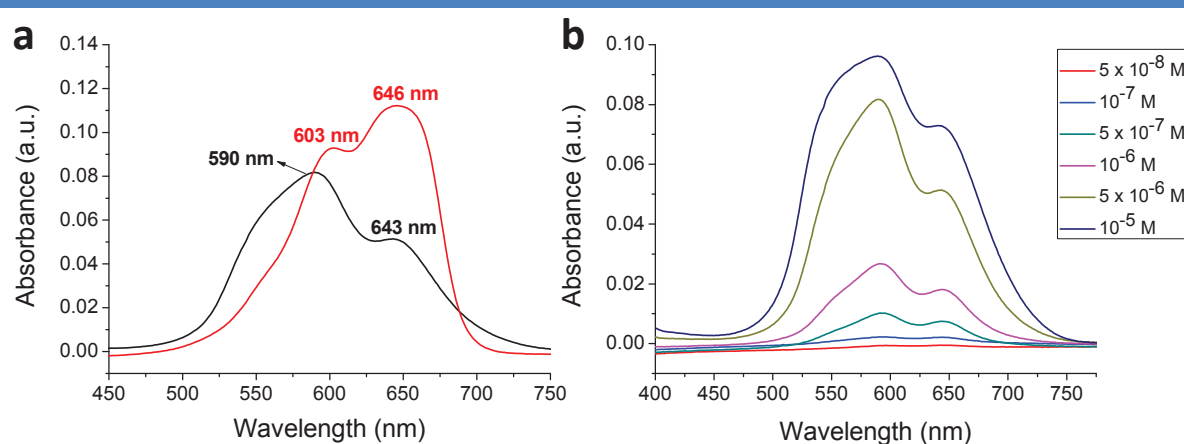 a
0.14
0.12
0.10
0.08
0.06
0.04
0.02
0.00
Absorbance (a.u.)
646 nm
603 nm
590 nm
643 nm
450 500 550 600 650 700 750
Wavelength (nm)
b
0.10
0.08
0.06
0.04
0.02
0.00
Absorbance (a.u.)
5 x 10⁻⁸ M
10⁻⁷ M
5 x 10⁻⁷ M
10⁻⁶ M
5 x 10⁻⁶ M
10⁻⁵ M
400 450 500 550 600 650 700 750
Wavelength (nm)